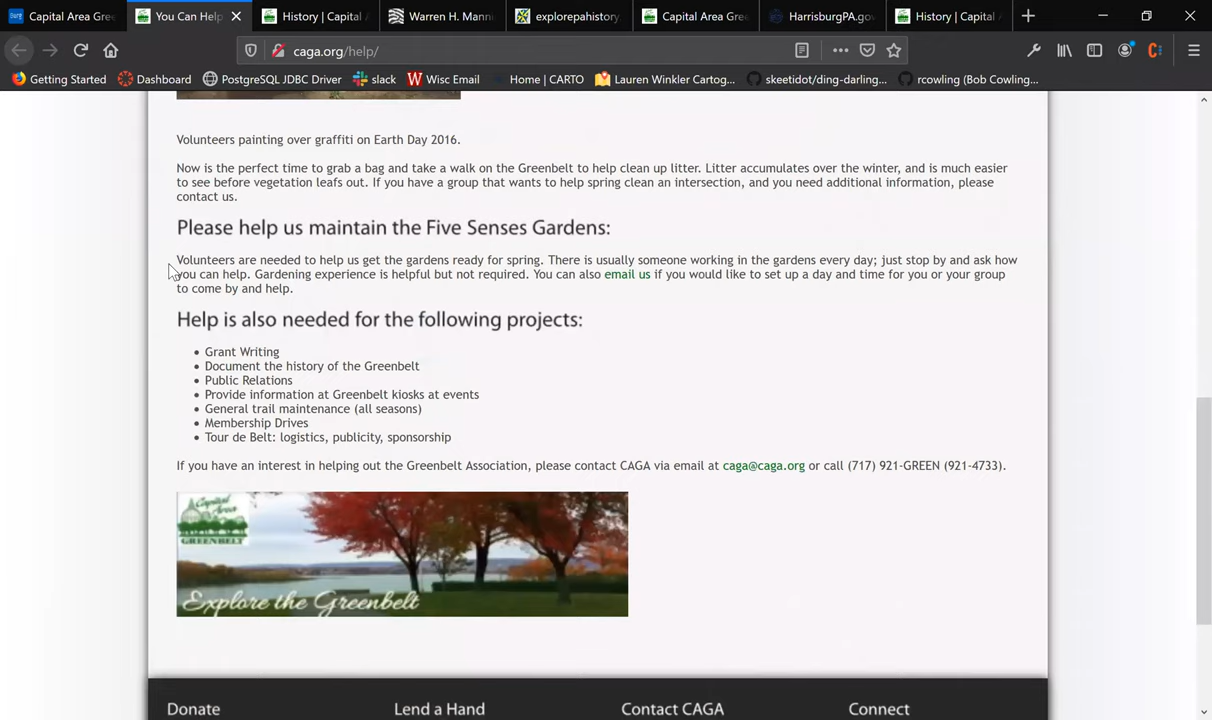 Capital Area Gree
You Can Help
History | Capital A
Warren H. Manni
explorepahistory.
Capital Area Gre
HarrisburgPA.gov
History | Capital A
caga.org/help/
Getting Started
Dashboard
PostgreSQL JDBC Driver
slack
Wisc Email
Home | CARTO
Lauren Winkler Cartog...
skeetidot/ding-darling...
rcowling (Bob Cowling...
Volunteers painting over graffiti on Earth Day 2016.
Now is the perfect time to grab a bag and take a walk on the Greenbelt to help clean up litter. Litter accumulates over the winter, and is much easier
to see before vegetation leafs out. If you have a group that wants to help spring clean an intersection, and you need additional information, please
contact us.
Please help us maintain the Five Senses Gardens:
Volunteers are needed to help us get the gardens ready for spring. There is usually someone working in the gardens every day; just stop by and ask how
you can help. Gardening experience is helpful but not required. You can also email us if you would like to set up a day and time for you or your group
to come by and help.
Help is also needed for the following projects:
• Grant Writing
• Document the history of the Greenbelt
• Public Relations
• Provide information at Greenbelt kiosks at events
• General trail maintenance (all seasons)
• Membership Drives
• Tour de Belt: logistics, publicity, sponsorship
If you have an interest in helping out the Greenbelt Association, please contact CAGA via email at caga@caga.org or call (717) 921-GREEN (921-4733).
Capital Area
GREENBELT
Explore the Greenbelt
Donate
Lend a Hand
Contact CAGA
Connect